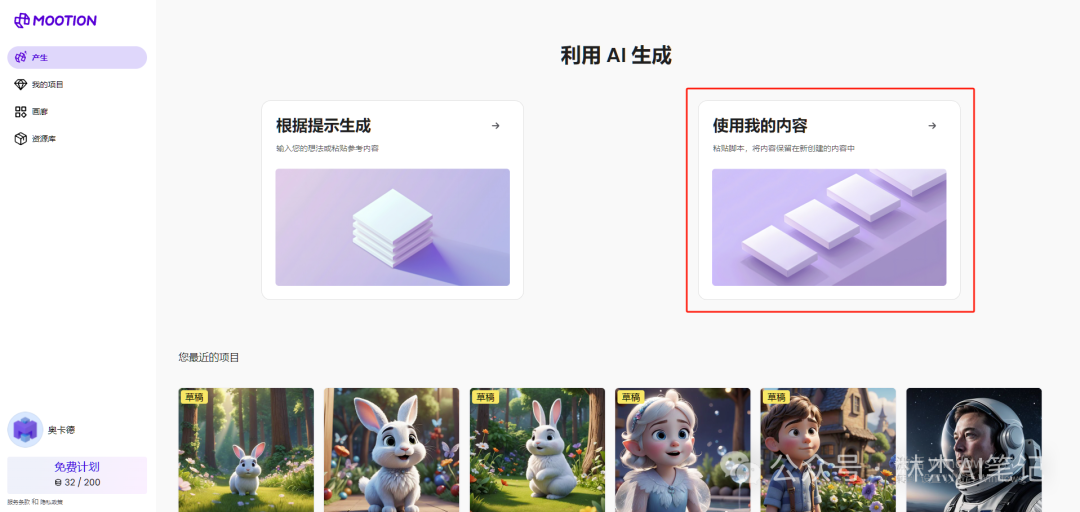 MOOTION
产生
我的项目
画廊
资源库
利用 AI 生成
根据提示生成
输入您的想法或粘贴参考内容
使用我的内容
粘贴脚本，将内容保留在新创建的内容中
您最近的项目
草稿
草稿
草稿
草稿
奥卡德
免费计划
32 / 200
服务条款 和 隐私政策
公众号
杰AI笔记